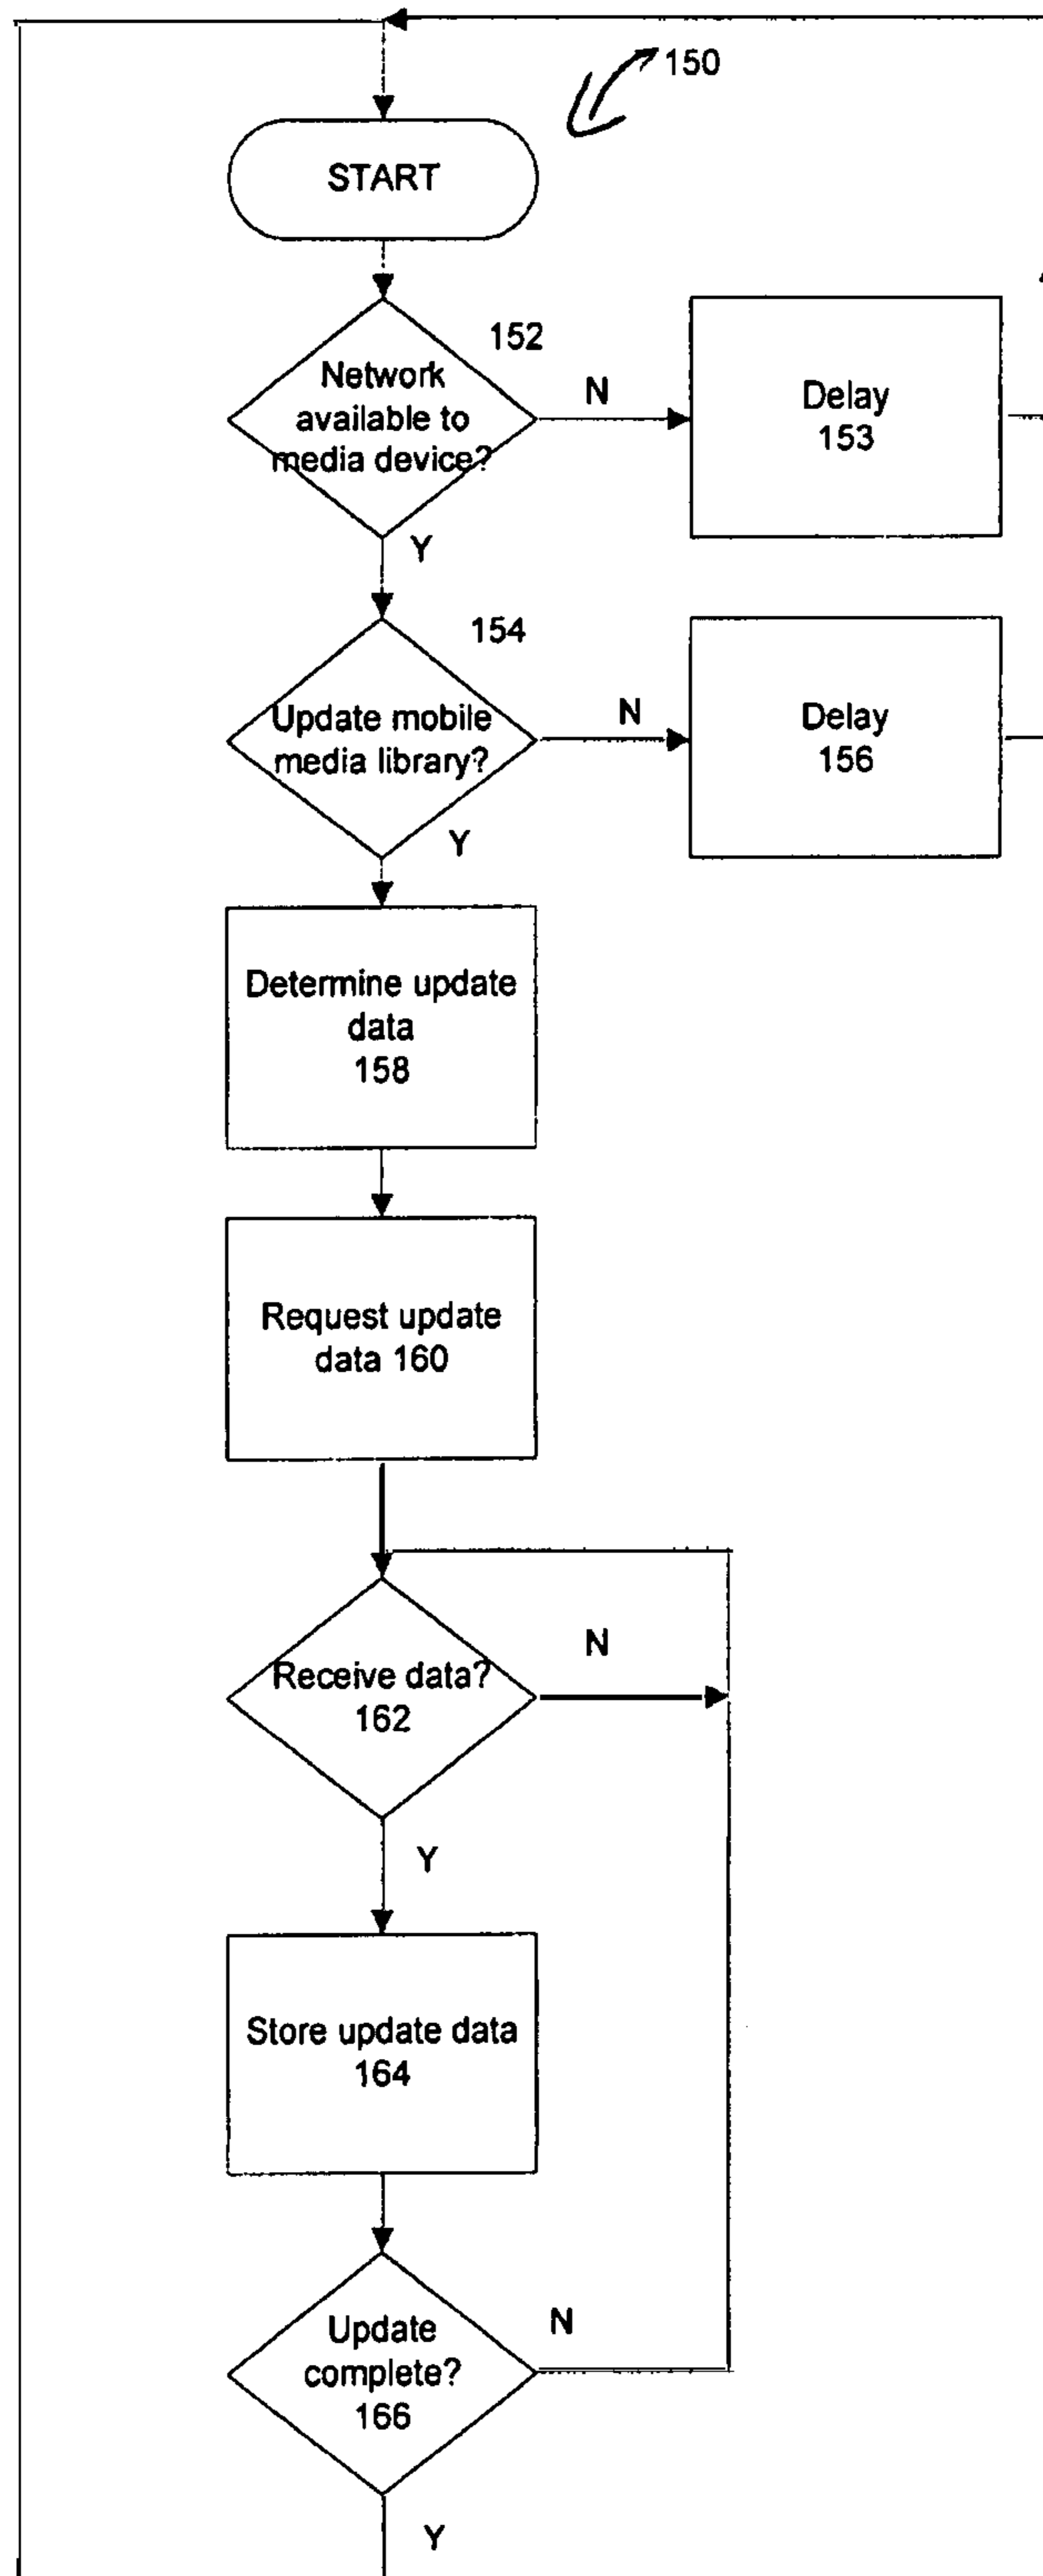 150
START
152
Network
available to
media device?
N
Delay
153
Y
154
Update mobile
media library?
N
Delay
156
Y
Determine update
data
158
Request update
data 160
Receive data?
162
N
Y
Store update data
164
Update
complete?
166
N
Y